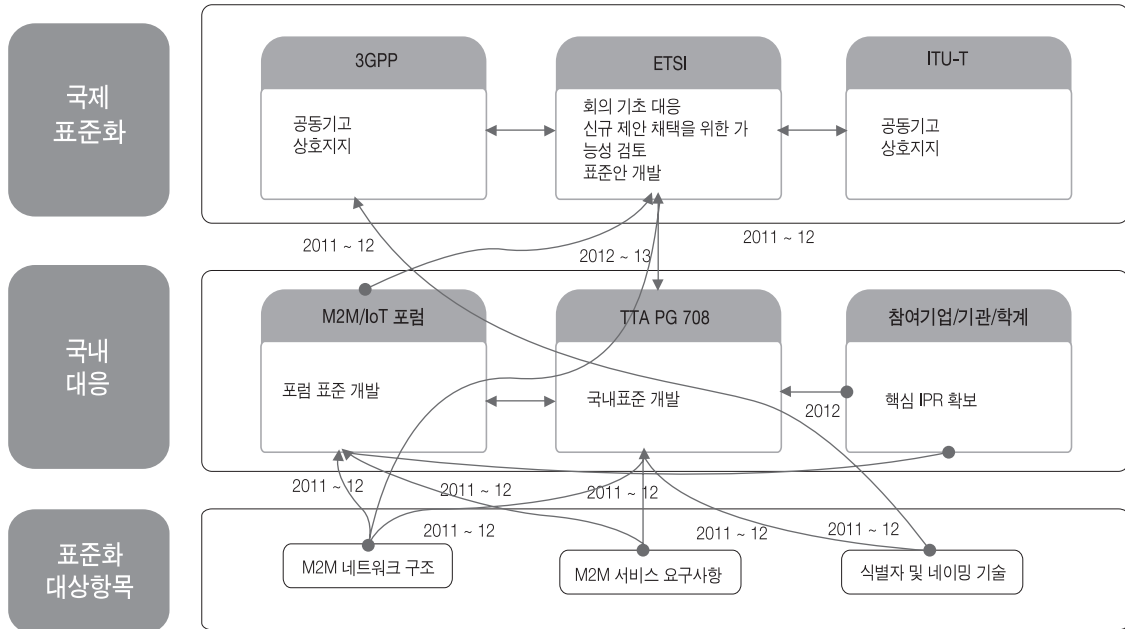 국제
표준화
3GPP
공동기고
상호지지
ETSI
회의 기초 대응
신규 제안 채택을 위한 가
능성 검토
표준안 개발
ITU-T
공동기고
상호지지
2011 ~ 12
2012 ~ 13
2011 ~ 12
국내
대응
M2M/IoT 포럼
포럼 표준 개발
TTA PG 708
국내표준 개발
참여기업/기관/학계
핵심 IPR 확보
2012
2011 ~ 12
2011 ~ 12
2011 ~ 12
2011 ~ 12
2011 ~ 12
2011 ~ 12
표준화
대상항목
M2M 네트워크 구조
M2M 서비스 요구사항
식별자 및 네이밍 기술